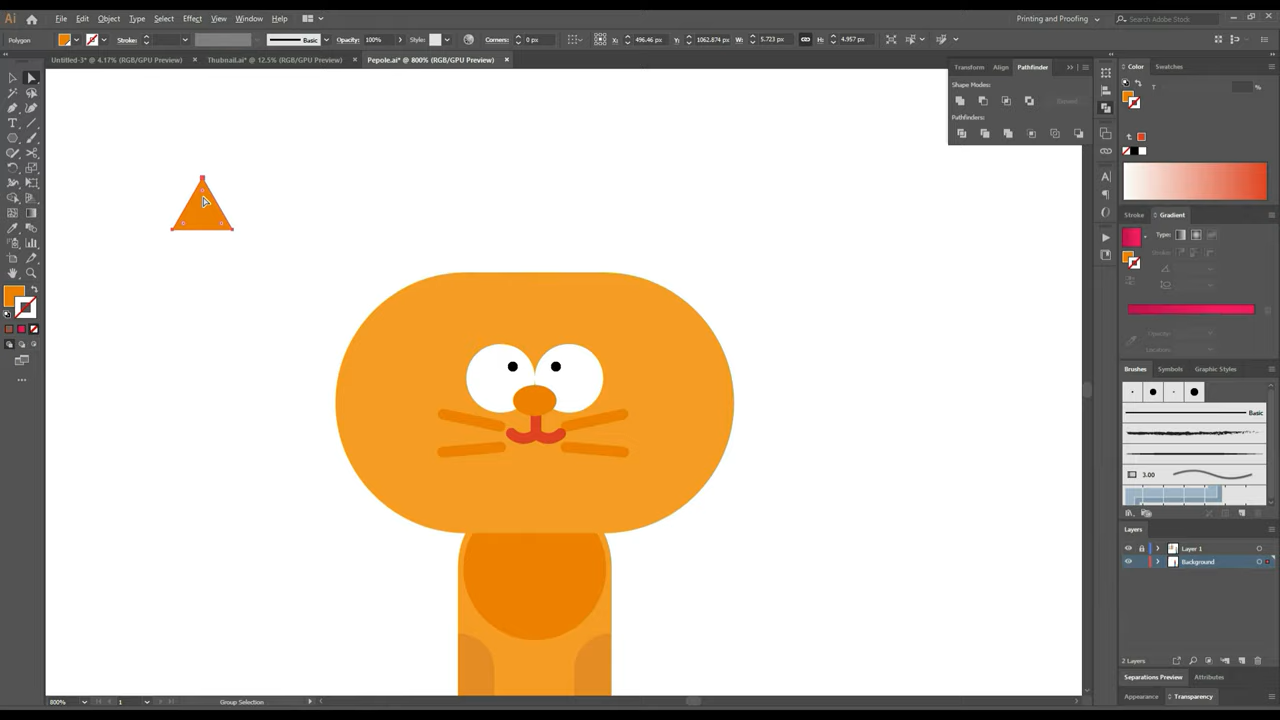 Ai File Edit Object Type Select Effect View Window Help Printing and Proofing Search Adobe Stock
Polygon Stroke: Basic Opacity: 100% Style: Corners: 0 px X: 496.46 px Y: 1062.874 px W: 5.723 px H: 4.957 px
Untitled-3* @ 4.17% (RGB/GPU Preview) × Thubnail.ai* @ 12.5% (RGB/GPU Preview) × Pepole.ai* @ 800% (RGB/GPU Preview) ×
Transform Align Pathfinder
Shape Modes:
Expand
Pathfinders:
Color Swatches
T %
Stroke Gradient
Type:
Stroke:
Opacity:
Location:
Brushes Symbols Graphic Styles
Basic
3.00
Layers
Layer 1
Background
2 Layers
Separations Preview Attributes
Appearance Transparency
800% 1 Group Selection